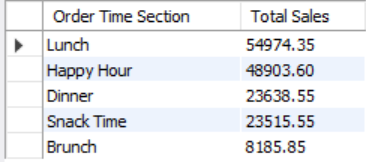 Order Time Section Total Sales
Lunch 54974.35
Happy Hour 48903.60
Dinner 23638.55
Snack Time 23515.55
Brunch 8185.85